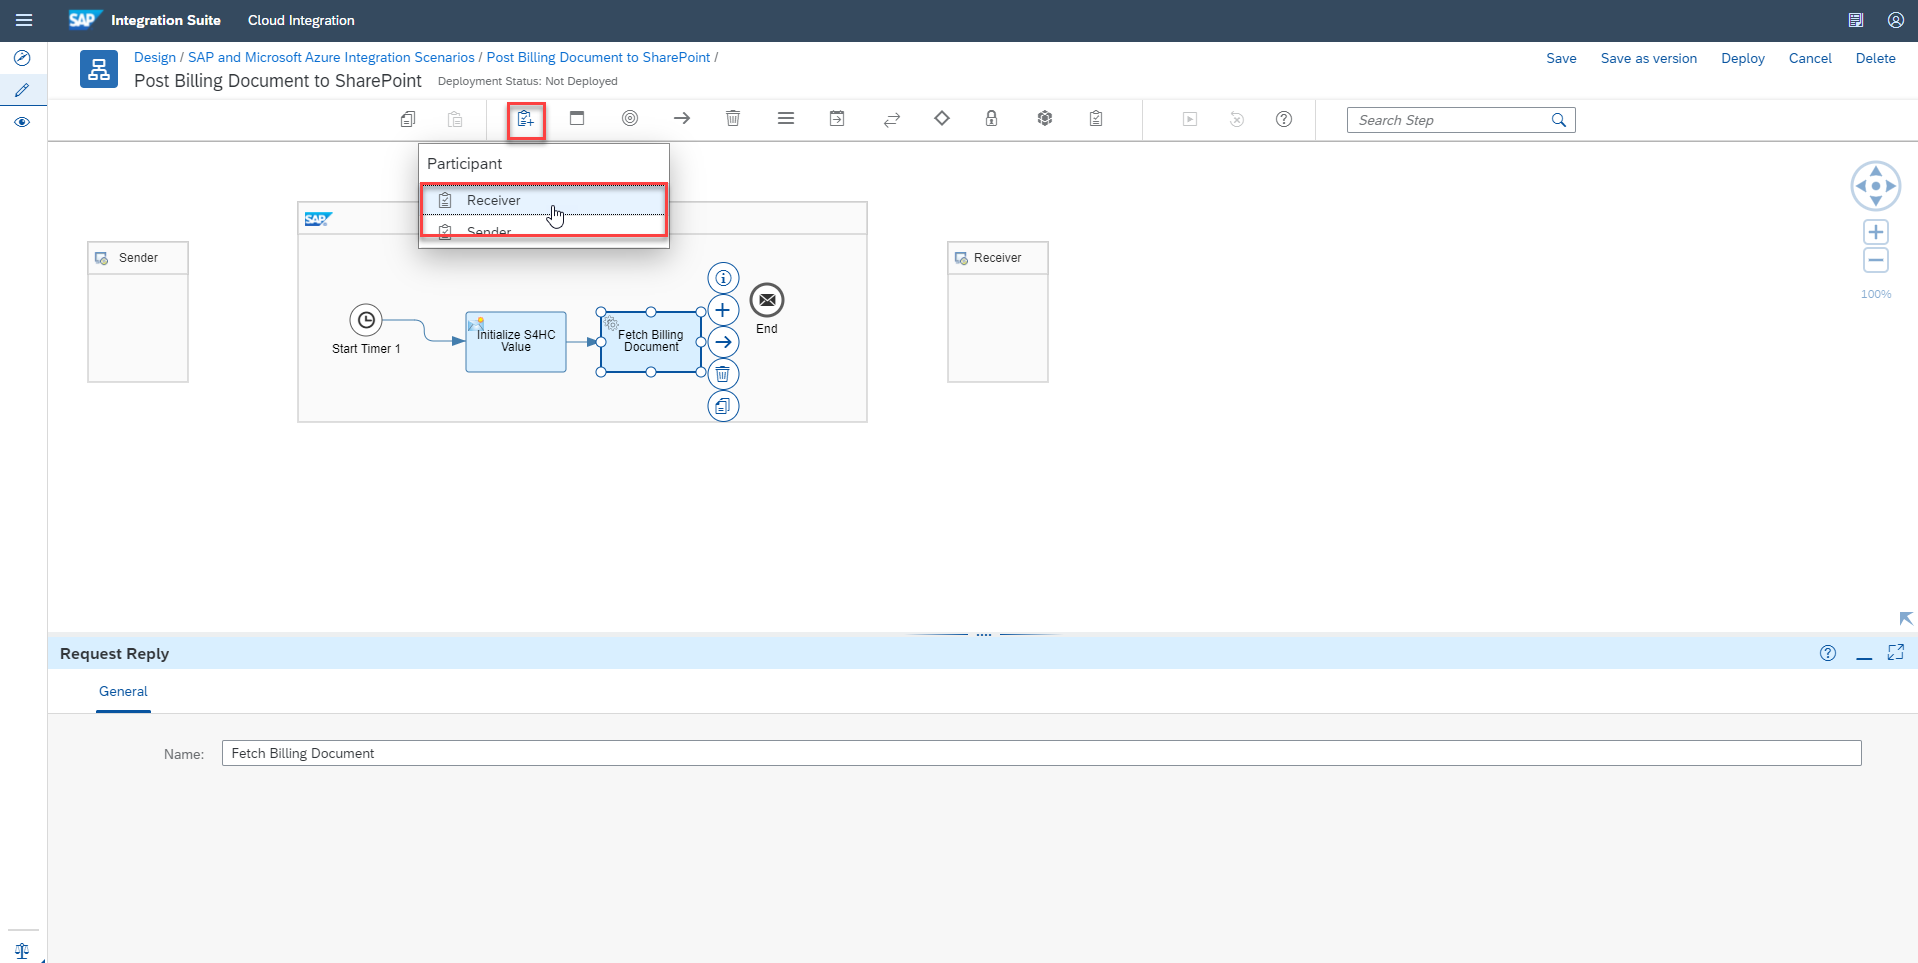 SAP Integration Suite Cloud Integration
Design / SAP and Microsoft Azure Integration Scenarios / Post Billing Document to SharePoint /
Post Billing Document to SharePoint Deployment Status: Not Deployed
Save Save as version Deploy Cancel Delete
Search Step
Participant
Receiver
Sender
SAP
Sender
Receiver
Start Timer 1
Initialize S4HC
Value
Fetch Billing
Document
End
100%
Request Reply
General
Name: Fetch Billing Document